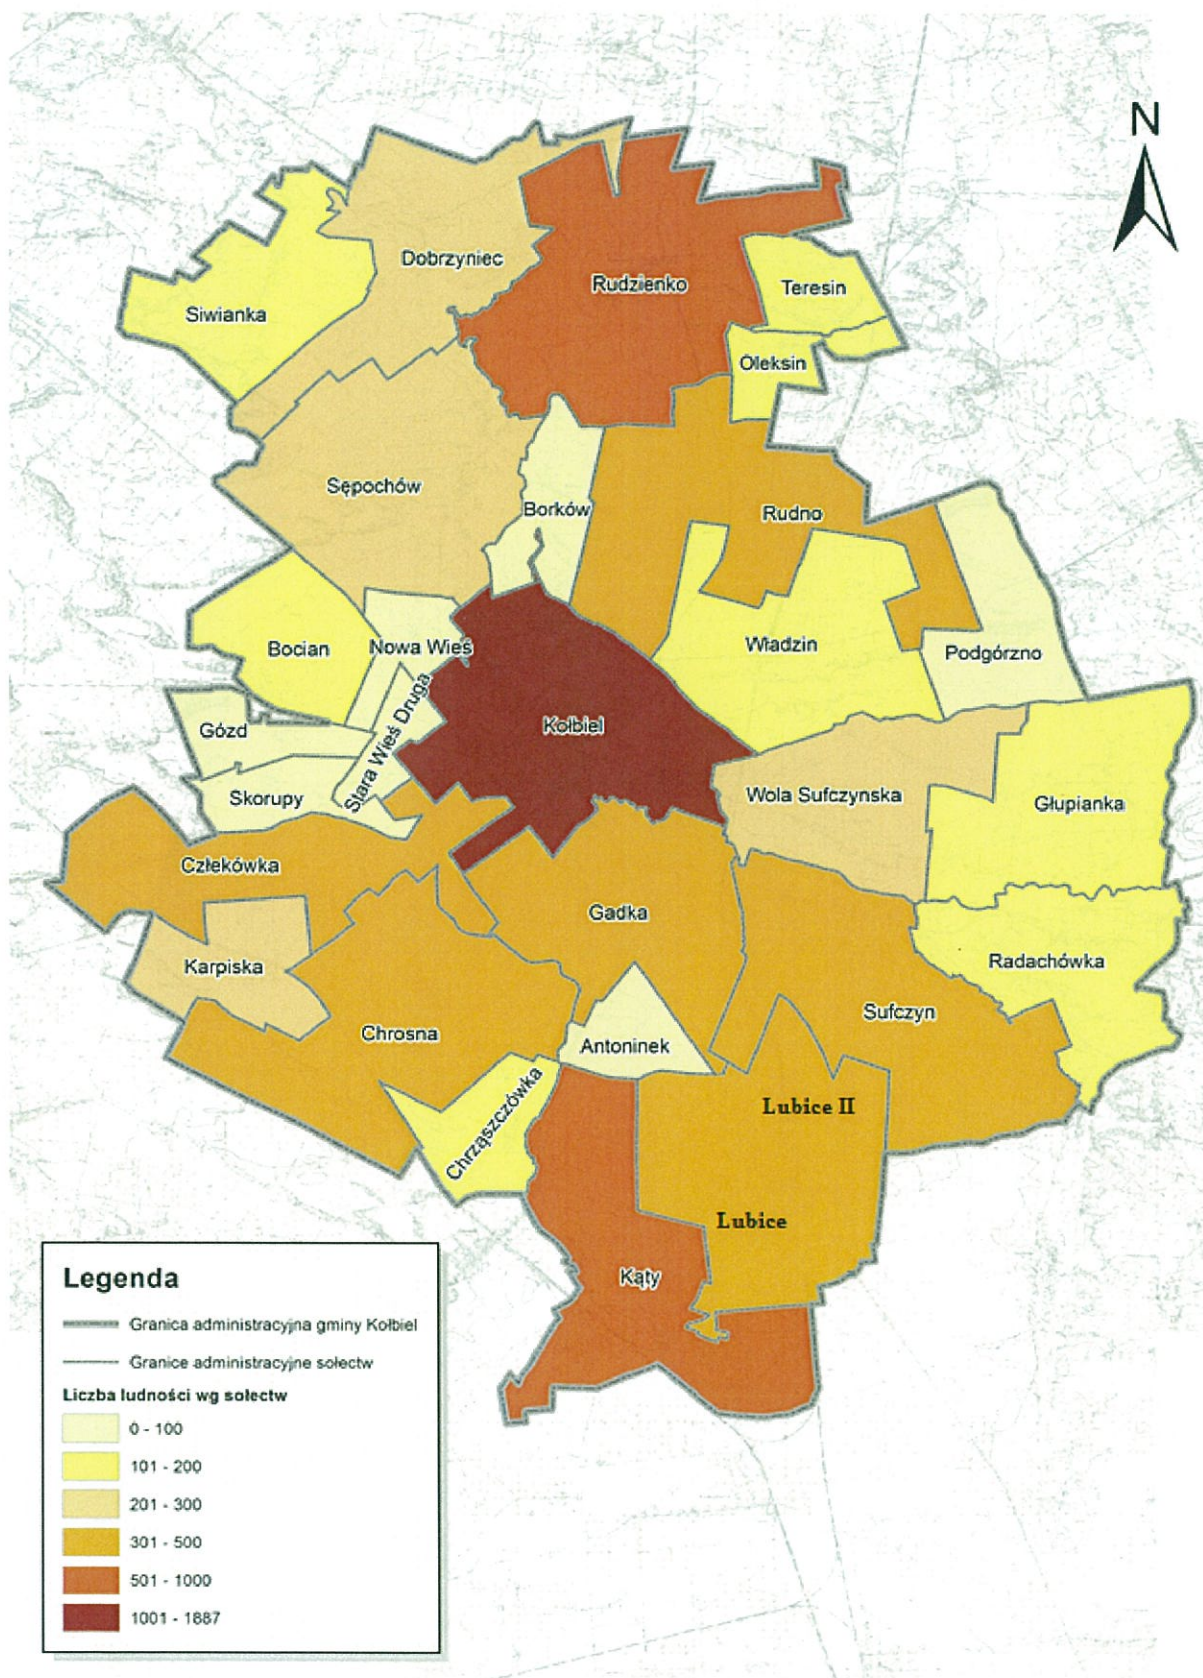 N
Dobrzyniec
Rudzienko
Teresin
Siwianka
Oleksin
Sępochów
Borków
Rudno
Bocian
Nowa Wieś
Władzin
Podgórzno
Gózd
Stara Wieś Druga
Kołbiel
Skorupy
Wola Sufczynska
Głupianka
Człekówka
Gadka
Karpiska
Radachówka
Chrosna
Sufczyn
Antoninek
Chrząszczówka
Lubice II
Lubice
Kąty
Legenda
Granica administracyjna gminy Kołbiel
Granice administracyjne sołectw
Liczba ludności wg sołectw
0 - 100
101 - 200
201 - 300
301 - 500
501 - 1000
1001 - 1887